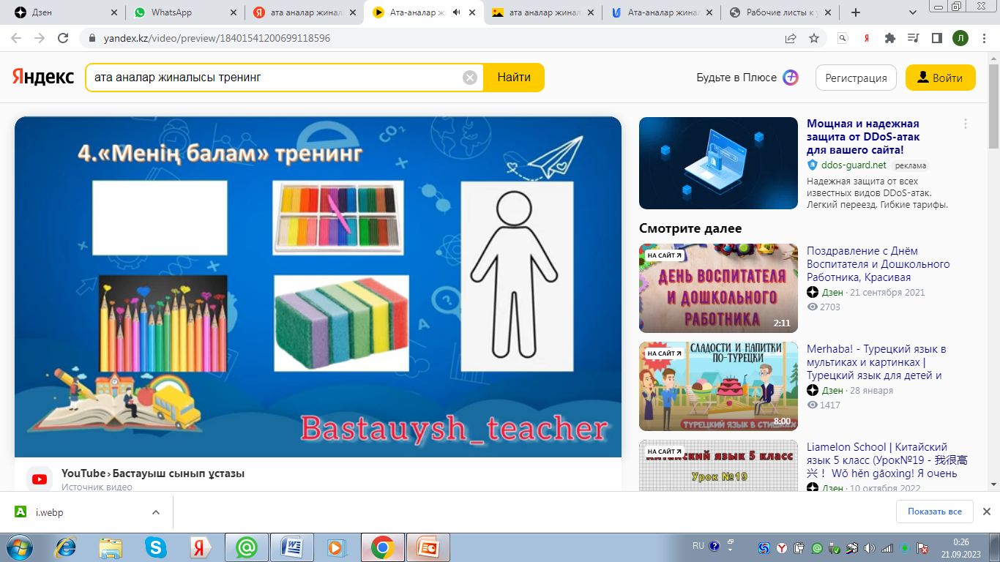 Дзен
WhatsApp
ата аналар жинал
Ата-аналар ж
ата аналар жинал
Ата-аналар жинал
Рабочие листы к у
yandex.kz/video/preview/18401541200699118596
Л
Яндекс
ата аналар жиналысы тренинг
Найти
Будьте в Плюсе
Регистрация
Войти
4.«Менің балам» тренинг
CO₂
A
Bastauysh_teacher
YouTube › Бастауыш сынып ұстазы
Источник видео
Мощная и надежная
защита от DDoS-атак
для вашего сайта!
ddos-guard.net реклама
Надежная защита от всех
известных видов DDoS-атак.
Легкий переезд. Гибкие тарифы.
Смотрите далее
НА САЙТ
ДЕНЬ ВОСПИТАТЕЛЯ
И ДОШКОЛЬНОГО
РАБОТНИКА
2:11
Поздравление с Днём
Воспитателя и Дошкольного
Работника, Красивая
Дзен · 21 сентября 2021
2703
НА САЙТ
СЛАДОСТИ И НАПИТКИ
ПО-ТУРЕЦКИ
ТУРЕЦКИЙ ЯЗЫК В СТИШКАХ
8:00
Merhaba! - Турецкий язык в
мультиках и картинках |
Турецкий язык для детей и
Дзен · 28 января
1417
НА САЙТ
Китайский язык 5 класс
Урок№19
Liamelon School | Китайский
язык 5 класс (Урок№19 - 我很高
兴！ Wǒ hěn gāoxìng! Я очень
Дзен · 10 октября 2022
i.webp
Показать все
RU
0:26
21.09.2023